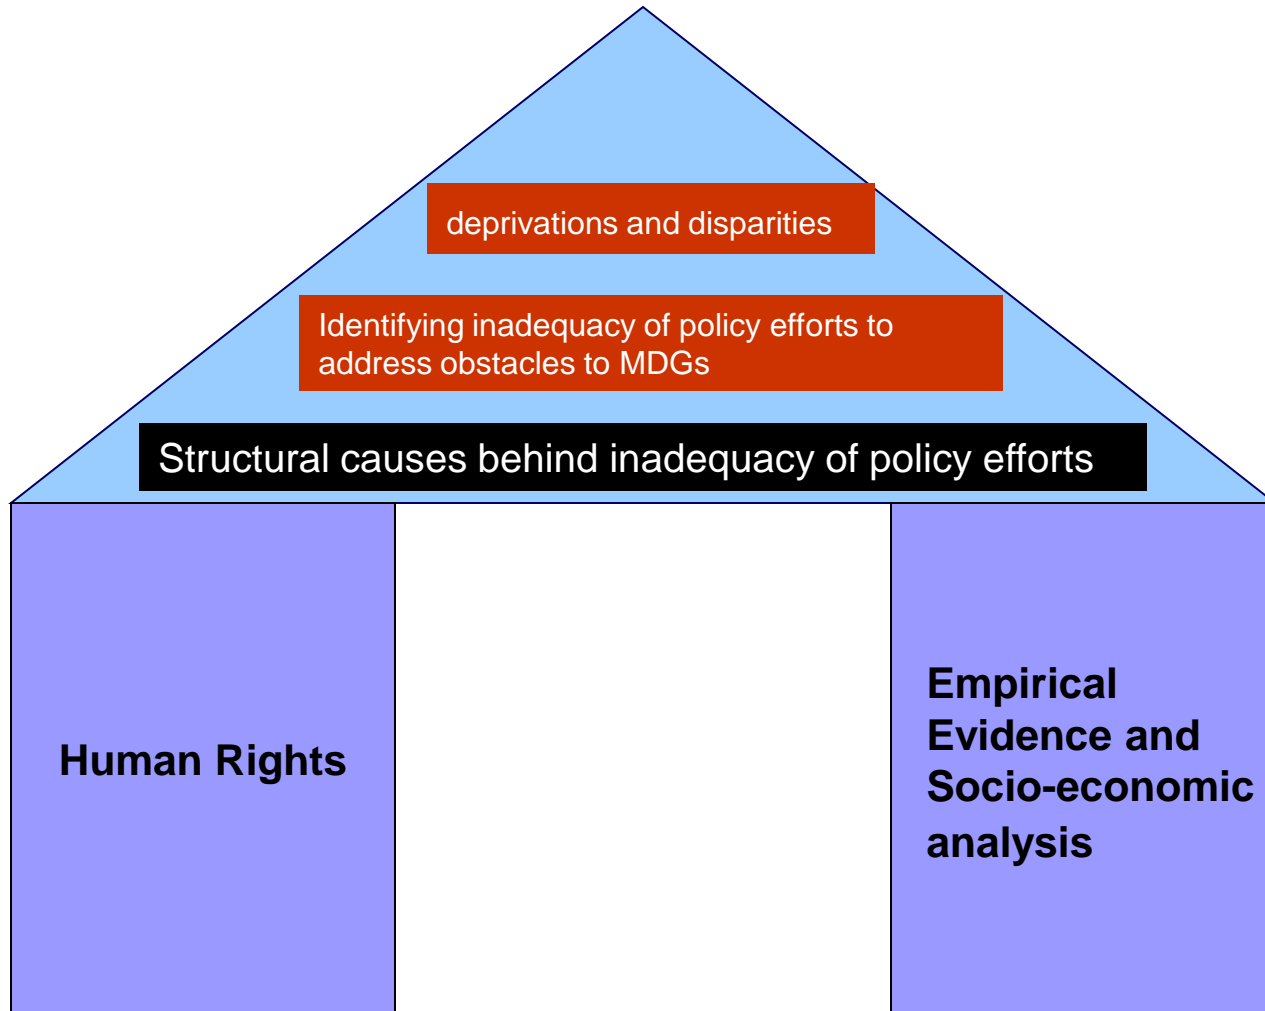 deprivations and disparities
Identifying inadequacy of policy efforts to
address obstacles to MDGs
Structural causes behind inadequacy of policy efforts
Human Rights
Empirical
Evidence and
Socio-economic
analysis